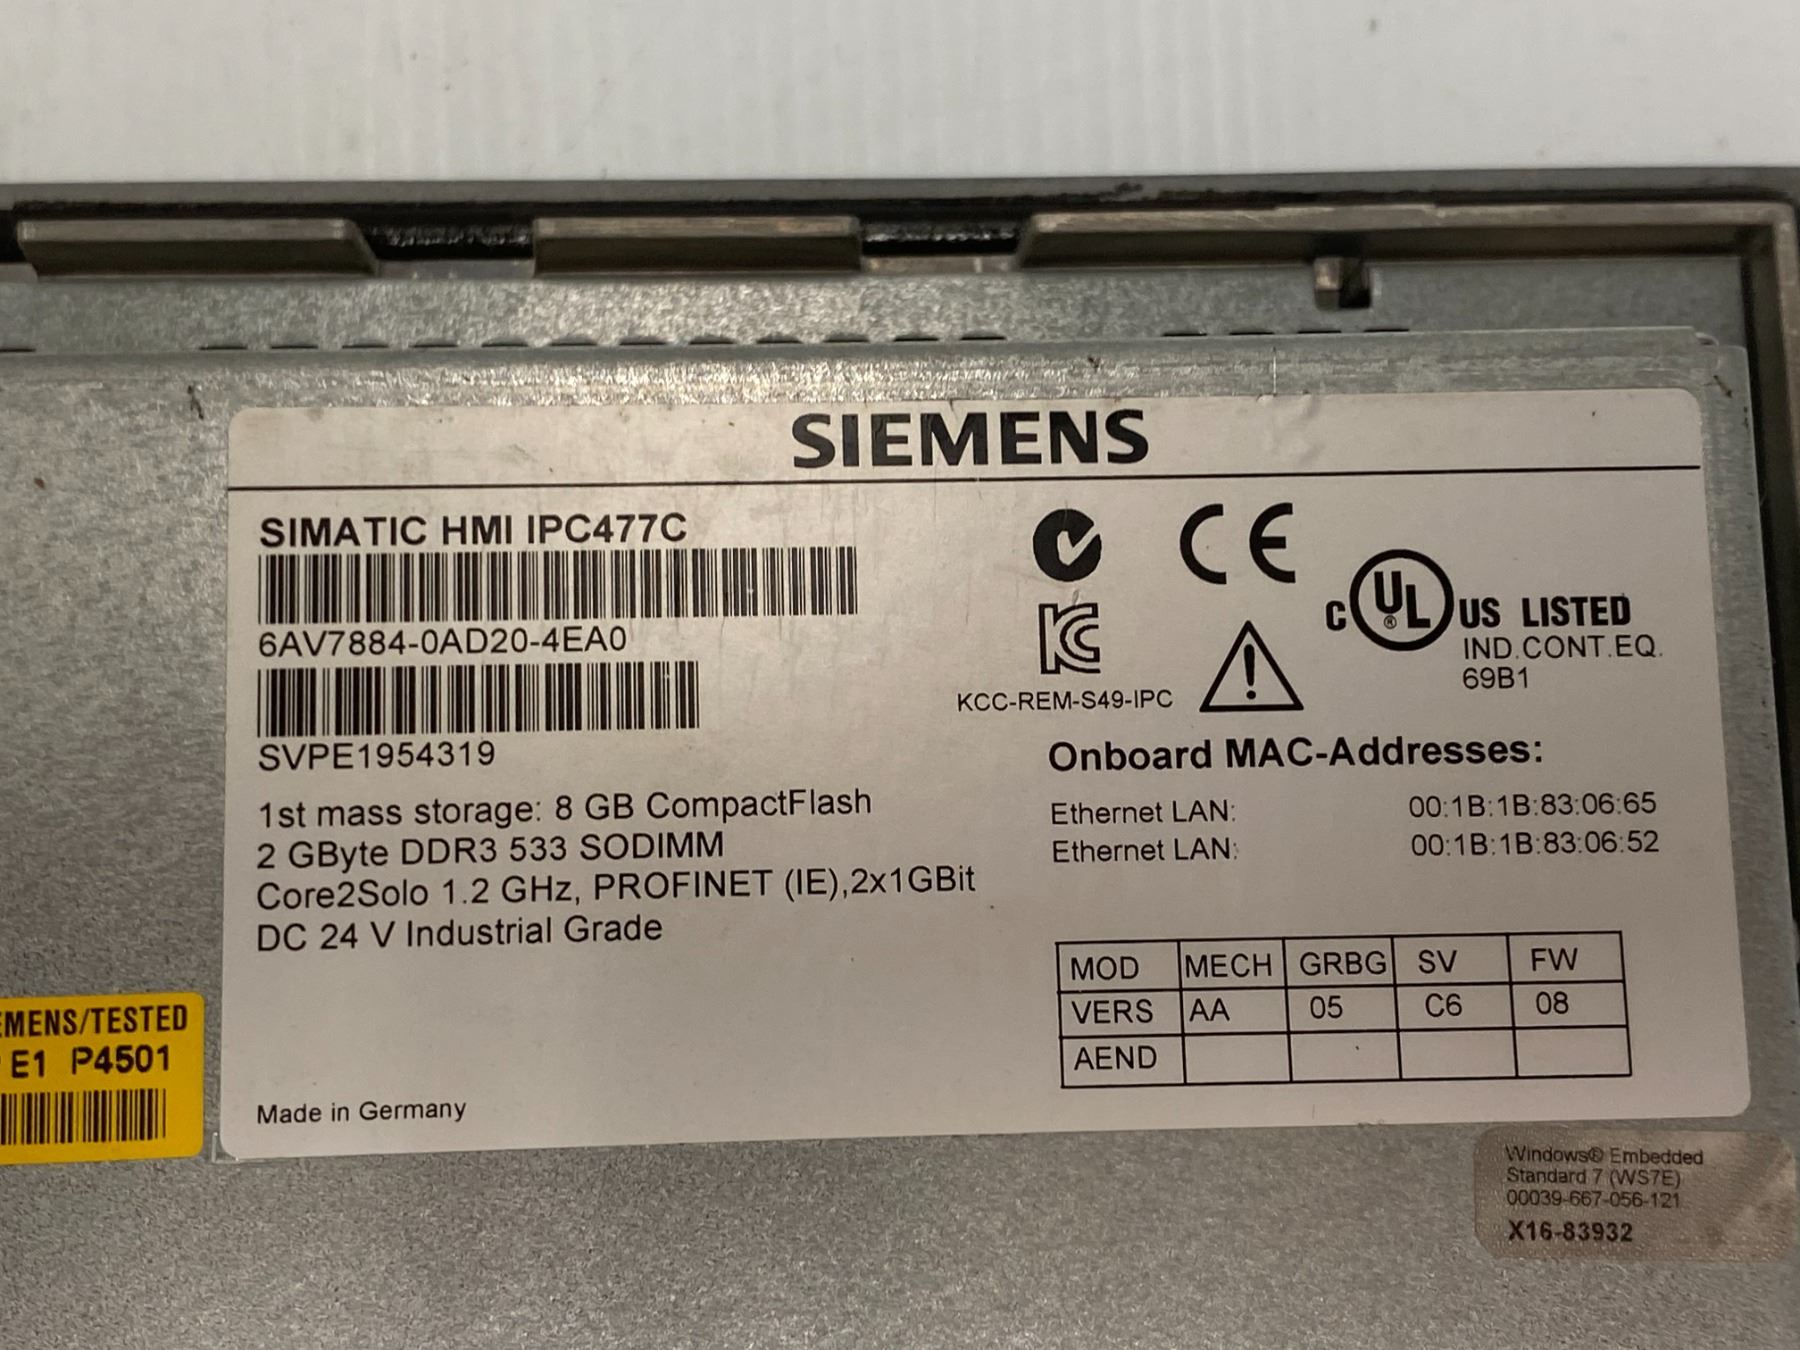 SIEMENS
SIMATIC HMI IPC477C
6AV7884-0AD20-4EA0
SVPE1954319
1st mass storage: 8 GB CompactFlash
2 GByte DDR3 533 SODIMM
Core2Solo 1.2 GHz, PROFINET (IE),2x1GBit
DC 24 V Industrial Grade
Made in Germany
CE
C UL® US LISTED
IND.CONT.EQ.
69B1
KCC-REM-S49-IPC
Onboard MAC-Addresses:
Ethernet LAN: 00:1B:1B:83:06:65
Ethernet LAN: 00:1B:1B:83:06:52
MOD MECH GRBG SV FW
VERS AA 05 C6 08
AEND
EMENS/TESTED
E1 P4501
Windows® Embedded
Standard 7 (WS7E)
00039-667-056-121
X16-83932